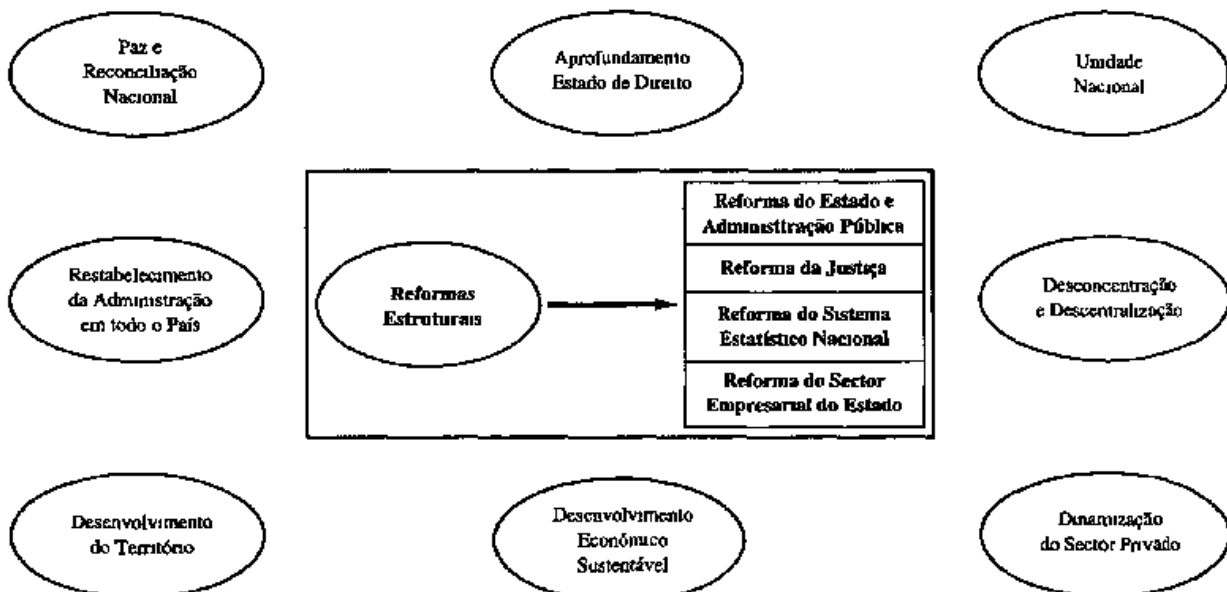 Paz e
Reconciliação
Nacional
Aprofundamento
Estado de Direito
Unidade
Nacional
Restabelecimento
da Administração
em todo o País
Reformas
Estruturais
Reforma do Estado e
Administtração Pública
Reforma da Justiça
Reforma do Sistema
Estatístico Nacional
Reforma do Sector
Empresarial do Estado
Desconcentração
e Descentralização
Desenvolvimento
do Território
Desenvolvimento
Económico
Sustentável
Dinamização
do Sector Privado